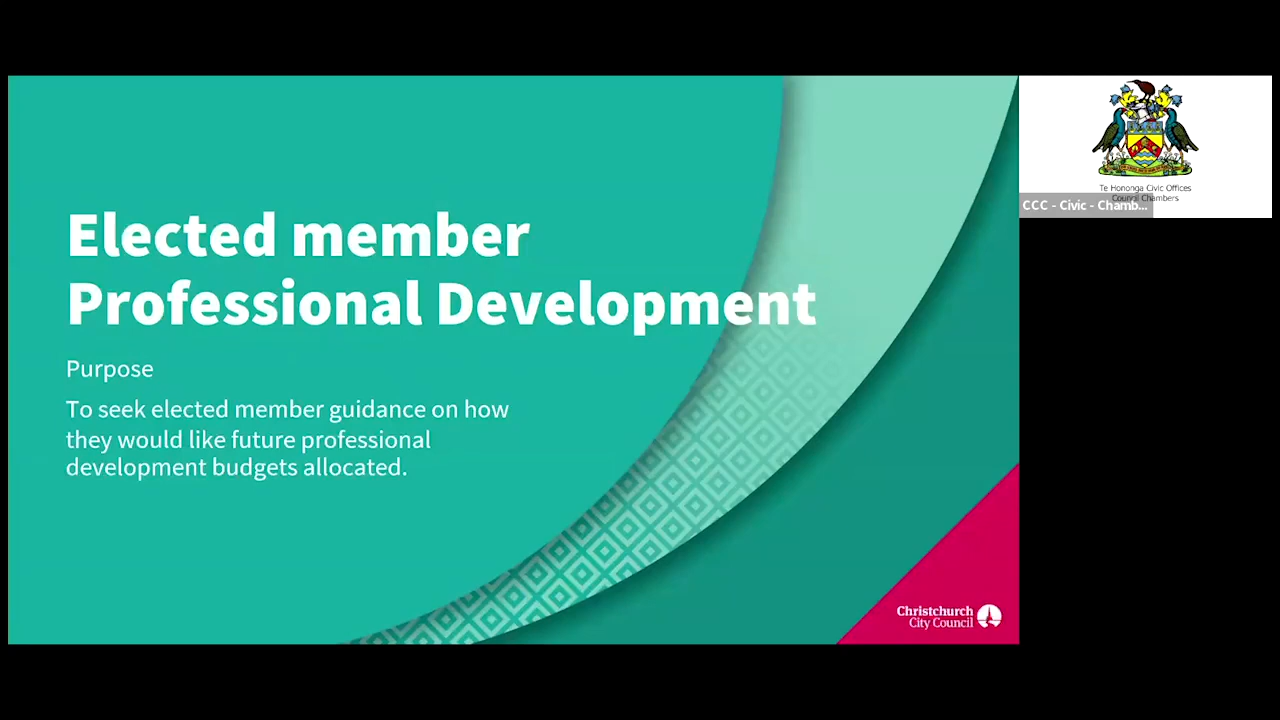 Elected member
Professional Development
Purpose
To seek elected member guidance on how
they would like future professional
development budgets allocated.
Christchurch
City Council
Te Hononga Civic Offices
Council Chambers
CCC - Civic - Chamb...